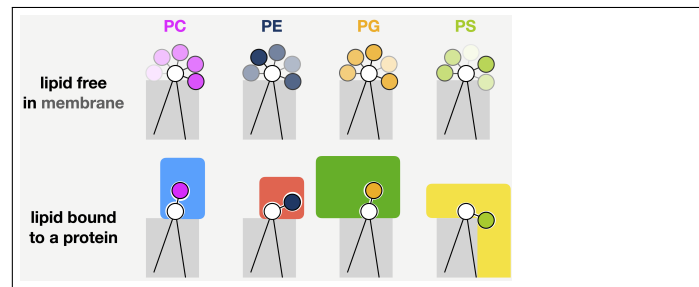 PC PE PG PS
lipid free
in membrane
lipid bound
to a protein